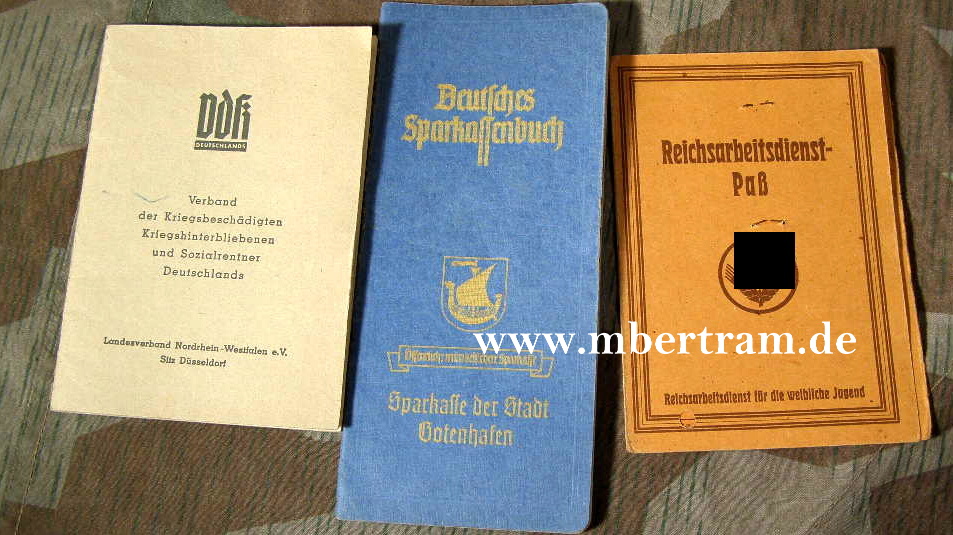 VdK
DEUTSCHLANDS
Verband
der Kriegsbeschädigten
Kriegshinterbliebenen
und Sozialrentner
Deutschlands
Landesverband Nordrhein-Westfalen e.V.
Sitz Düsseldorf
Deutsches
Sparkassenbuch
Sparkasse der Stadt
Gotenhafen
Reichsarbeitsdienst-
Paß
Reichsarbeitsdienst für die weibliche Jugend
www.mbertram.de